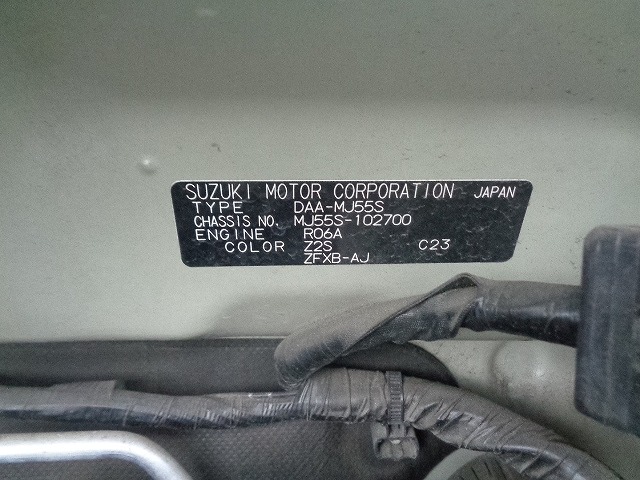 SUZUKI MOTOR CORPORATION JAPAN
TYPE DAA-MJ55S
CHASSIS NO. MJ55S-102700
ENGINE R06A
COLOR Z2S C23
ZFXB-AJ